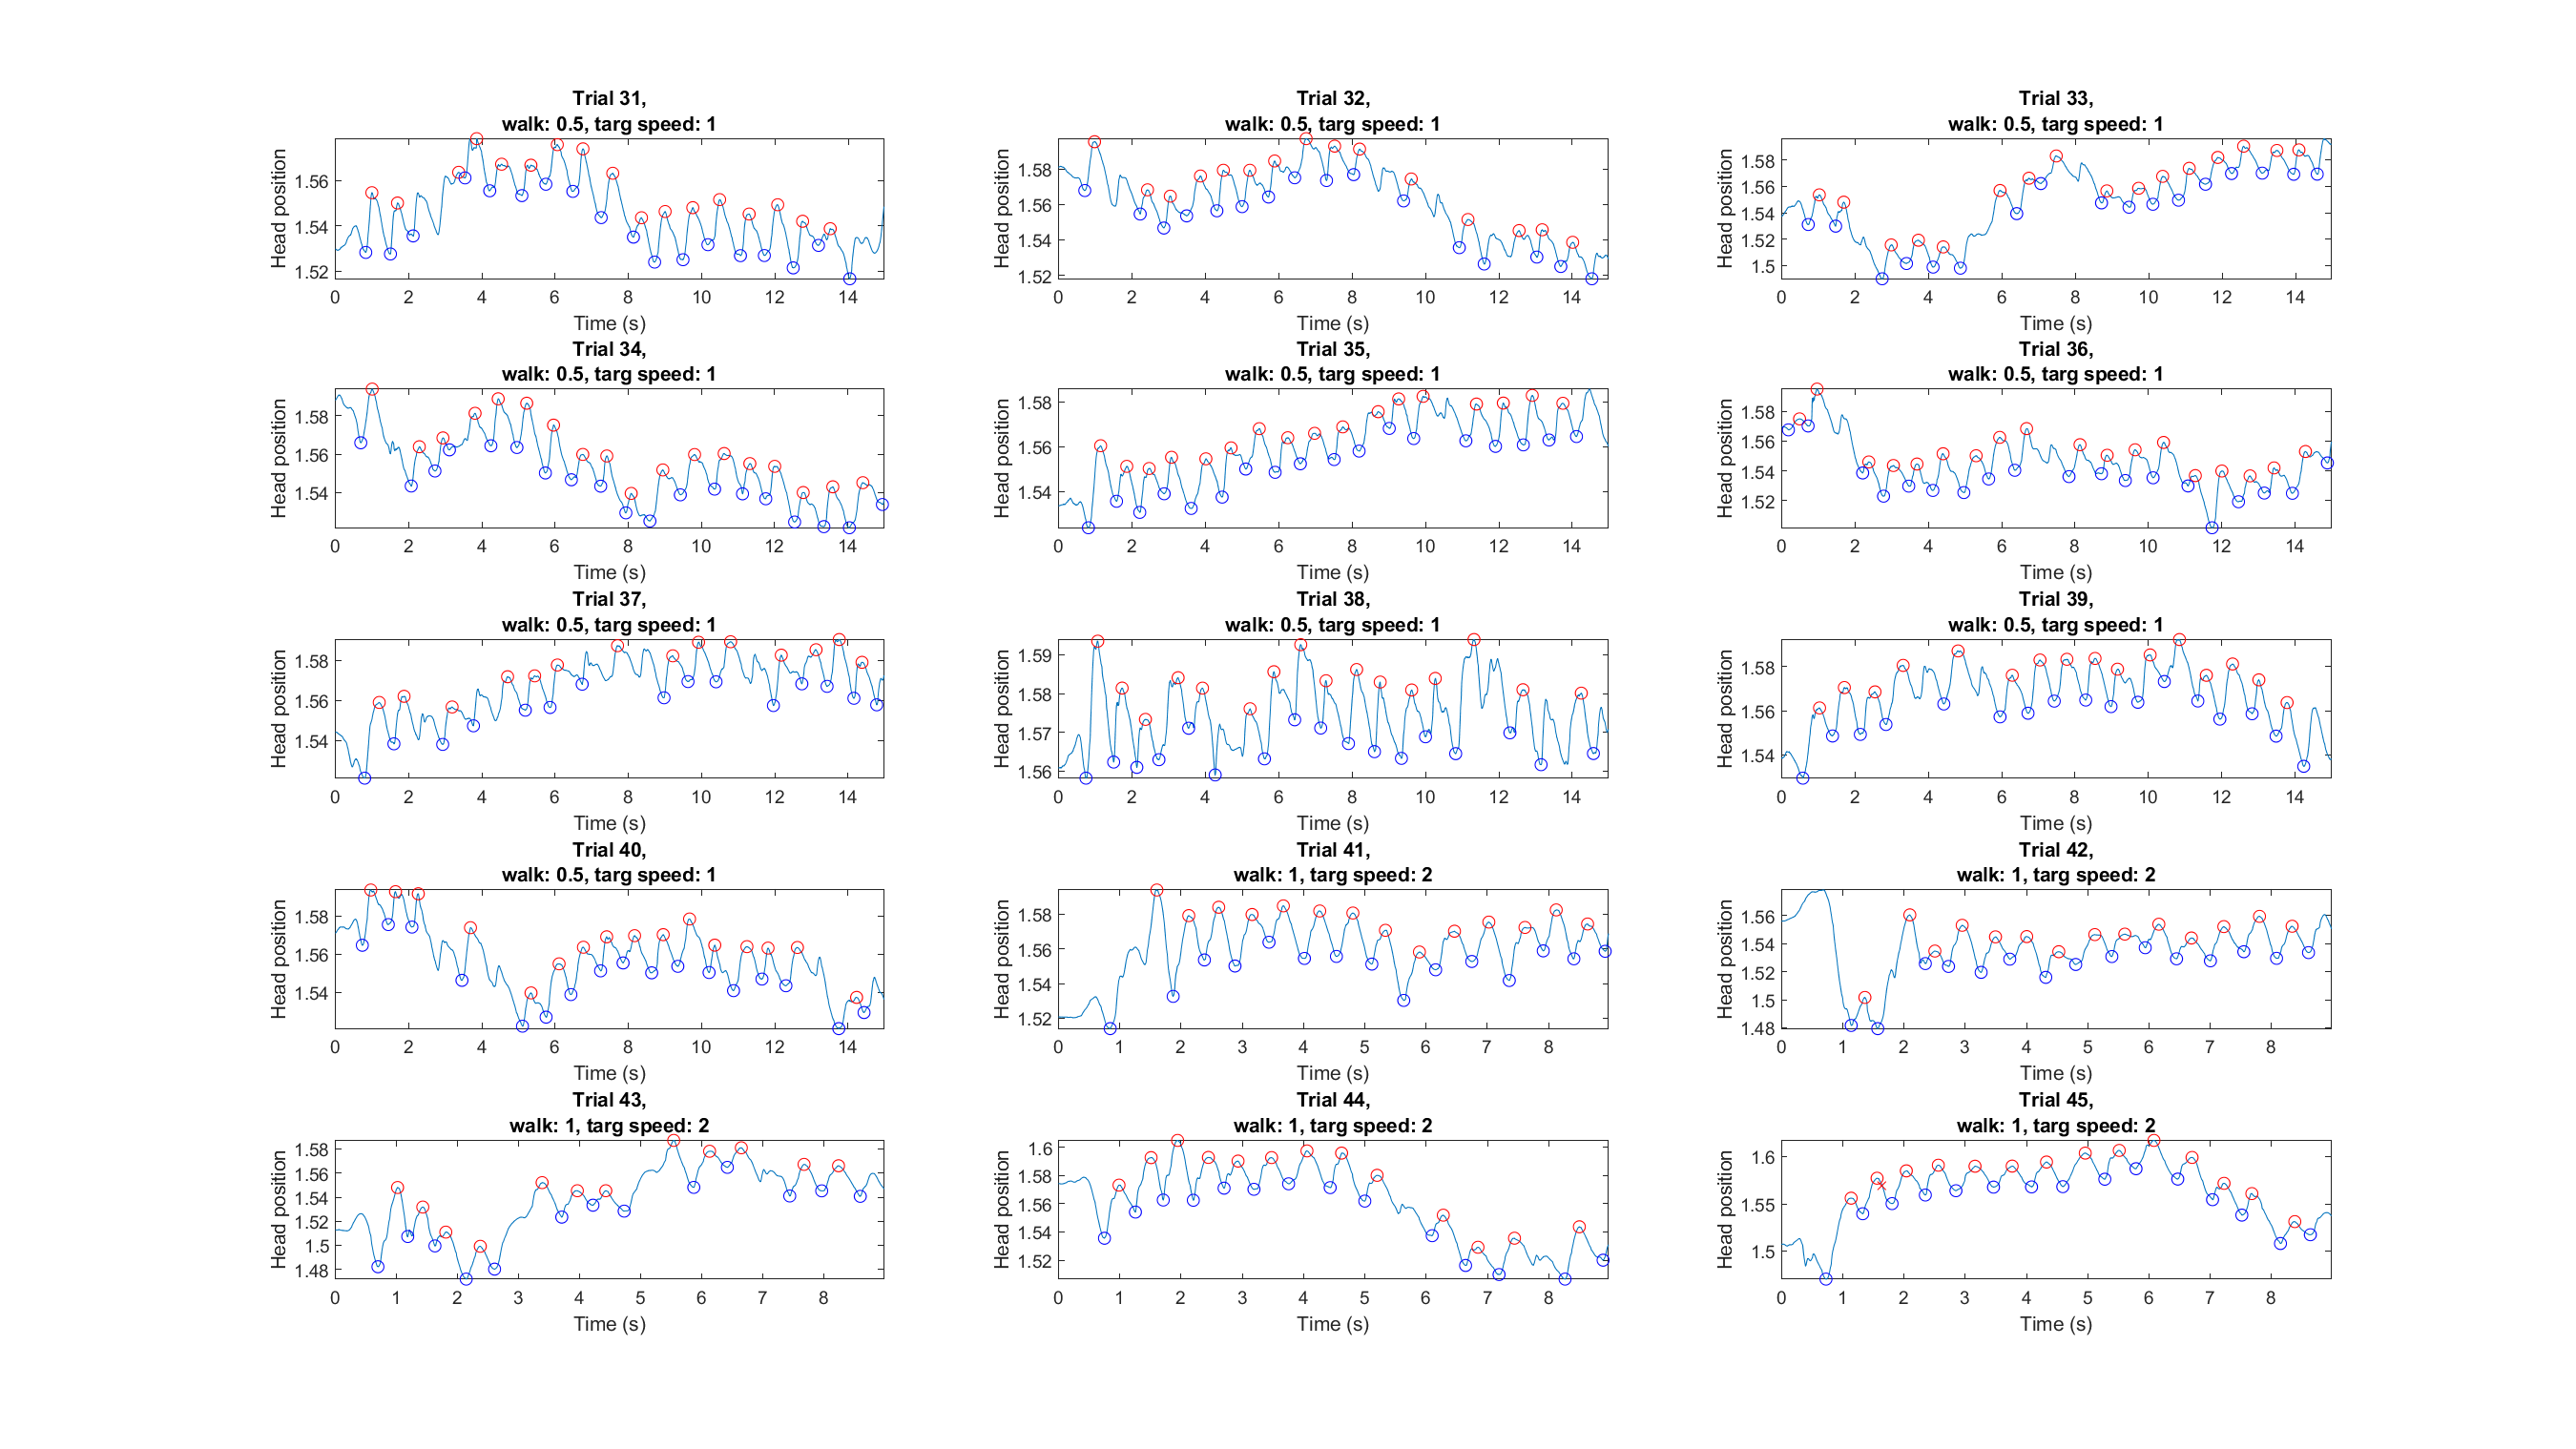 Trial 31,
walk: 0.5, targ speed: 1
Head position
1.56
1.54
1.52
0 2 4 6 8 10 12 14
Time (s)
Trial 32,
walk: 0.5, targ speed: 1
Head position
1.58
1.56
1.54
1.52
0 2 4 6 8 10 12 14
Time (s)
Trial 33,
walk: 0.5, targ speed: 1
Head position
1.58
1.56
1.54
1.52
1.5
0 2 4 6 8 10 12 14
Time (s)
Trial 34,
walk: 0.5, targ speed: 1
Head position
1.58
1.56
1.54
0 2 4 6 8 10 12 14
Time (s)
Trial 35,
walk: 0.5, targ speed: 1
Head position
1.58
1.56
1.54
0 2 4 6 8 10 12 14
Time (s)
Trial 36,
walk: 0.5, targ speed: 1
Head position
1.58
1.56
1.54
1.52
0 2 4 6 8 10 12 14
Time (s)
Trial 37,
walk: 0.5, targ speed: 1
Head position
1.58
1.56
1.54
0 2 4 6 8 10 12 14
Time (s)
Trial 38,
walk: 0.5, targ speed: 1
Head position
1.59
1.58
1.57
1.56
0 2 4 6 8 10 12 14
Time (s)
Trial 39,
walk: 0.5, targ speed: 1
Head position
1.58
1.56
1.54
0 2 4 6 8 10 12 14
Time (s)
Trial 40,
walk: 0.5, targ speed: 1
Head position
1.58
1.56
1.54
0 2 4 6 8 10 12 14
Time (s)
Trial 41,
walk: 1, targ speed: 2
Head position
1.58
1.56
1.54
1.52
0 1 2 3 4 5 6 7 8
Time (s)
Trial 42,
walk: 1, targ speed: 2
Head position
1.56
1.54
1.52
1.5
1.48
0 1 2 3 4 5 6 7 8
Time (s)
Trial 43,
walk: 1, targ speed: 2
Head position
1.58
1.56
1.54
1.52
1.5
1.48
0 1 2 3 4 5 6 7 8
Time (s)
Trial 44,
walk: 1, targ speed: 2
Head position
1.6
1.58
1.56
1.54
1.52
0 1 2 3 4 5 6 7 8
Time (s)
Trial 45,
walk: 1, targ speed: 2
Head position
1.6
1.55
1.5
0 1 2 3 4 5 6 7 8
Time (s)